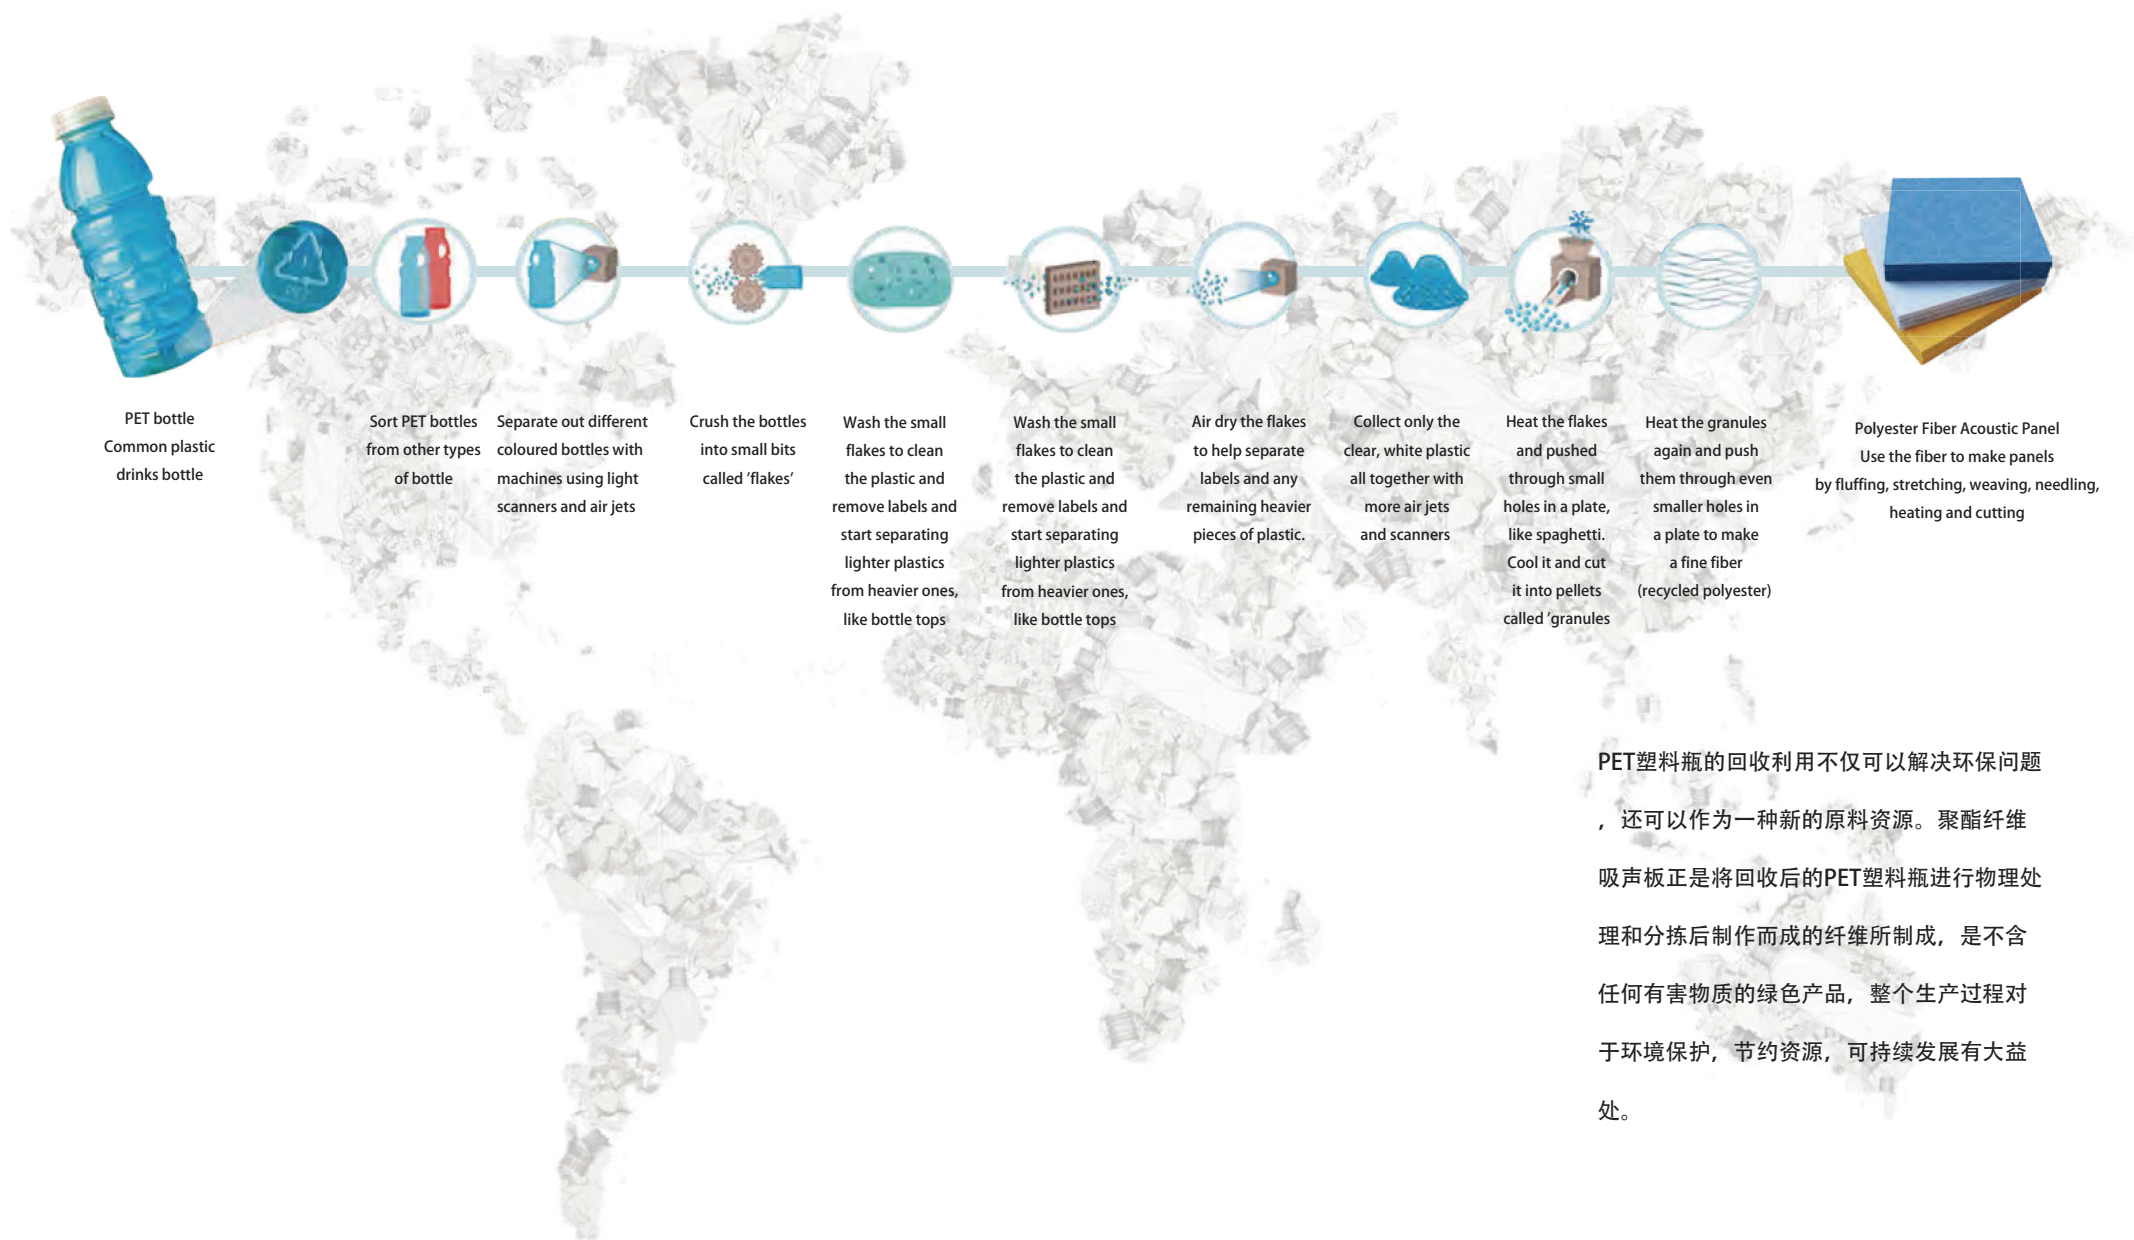 PET bottle
Common plastic
drinks bottle
Sort PET bottles
from other types
of bottle
Separate out different
coloured bottles with
machines using light
scanners and air jets
Crush the bottles
into small bits
called ‘flakes’
Wash the small
flakes to clean
the plastic and
remove labels and
start separating
lighter plastics
from heavier ones,
like bottle tops
Wash the small
flakes to clean
the plastic and
remove labels and
start separating
lighter plastics
from heavier ones,
like bottle tops
Air dry the flakes
to help separate
labels and any
remaining heavier
pieces of plastic.
Collect only the
clear, white plastic
all together with
more air jets
and scanners
Heat the flakes
and pushed
through small
holes in a plate,
like spaghetti.
Cool it and cut
it into pellets
called ‘granules
Heat the granules
again and push
them through even
smaller holes in
a plate to make
a fine fiber
(recycled polyester)
Polyester Fiber Acoustic Panel
Use the fiber to make panels
by fluffing, stretching, weaving, needling,
heating and cutting
PET塑料瓶的回收利用不仅可以解决环保问题
，还可以作为一种新的原料资源。聚酯纤维
吸声板正是将回收后的PET塑料瓶进行物理处
理和分拣后制作而成的纤维所制成，是不含
任何有害物质的绿色产品，整个生产过程对
于环境保护，节约资源，可持续发展有大益
处。